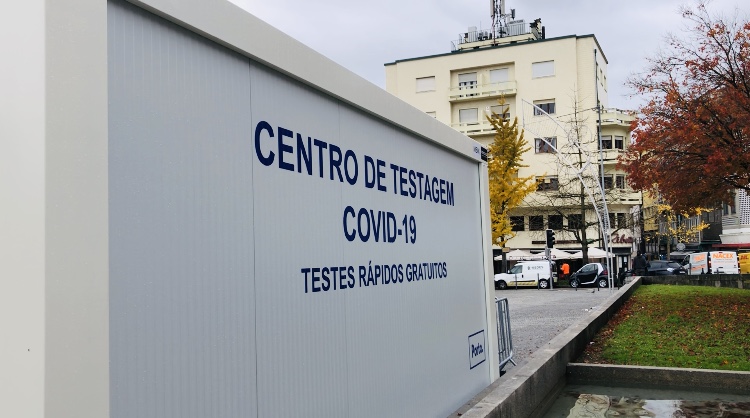 CENTRO DE TESTAGEM
COVID-19
TESTES RÁPIDOS GRATUITOS
Porto.